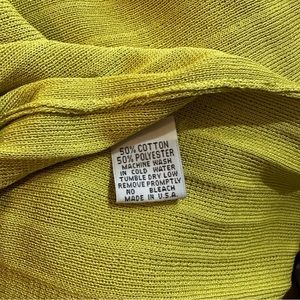 50% COTTON
50% POLYESTER
MACHINE WASH
IN COLD WATER
TUMBLE DRY LOW
REMOVE PROMPTLY
NO BLEACH
MADE IN U.S.A.